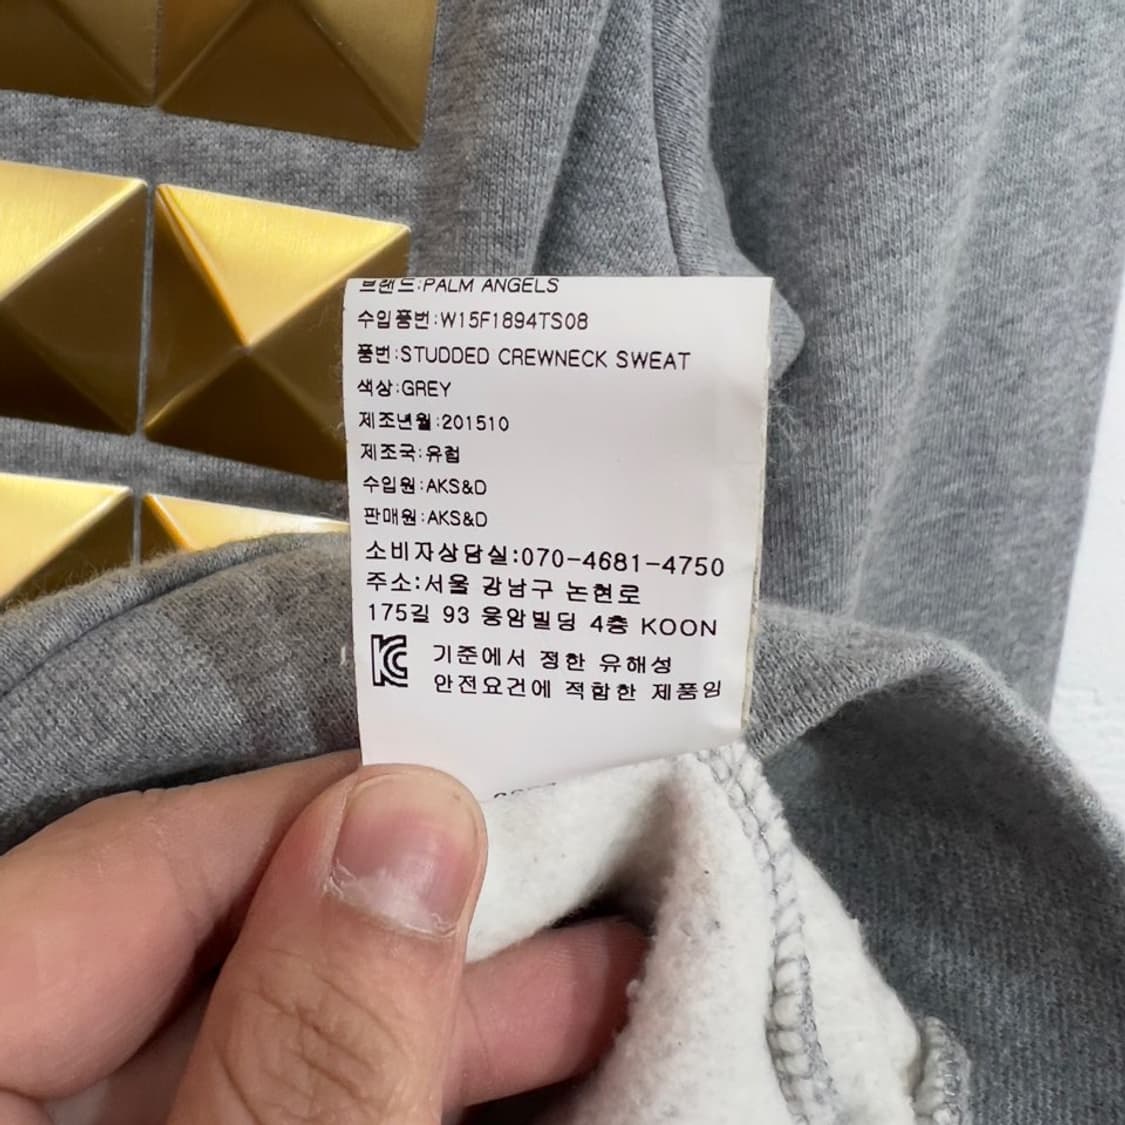 브랜드:PALM ANGELS
수입품번:W15F1894TS08
품번:STUDDED CREWNECK SWEAT
색상:GREY
제조년월:201510
제조국:유럽
수입원:AKS&D
판매원:AKS&D
소비자상담실:070-4681-4750
주소:서울 강남구 논현로
175길 93 웅암빌딩 4층 KOON
KC 기준에서 정한 유해성
안전요건에 적합한 제품임